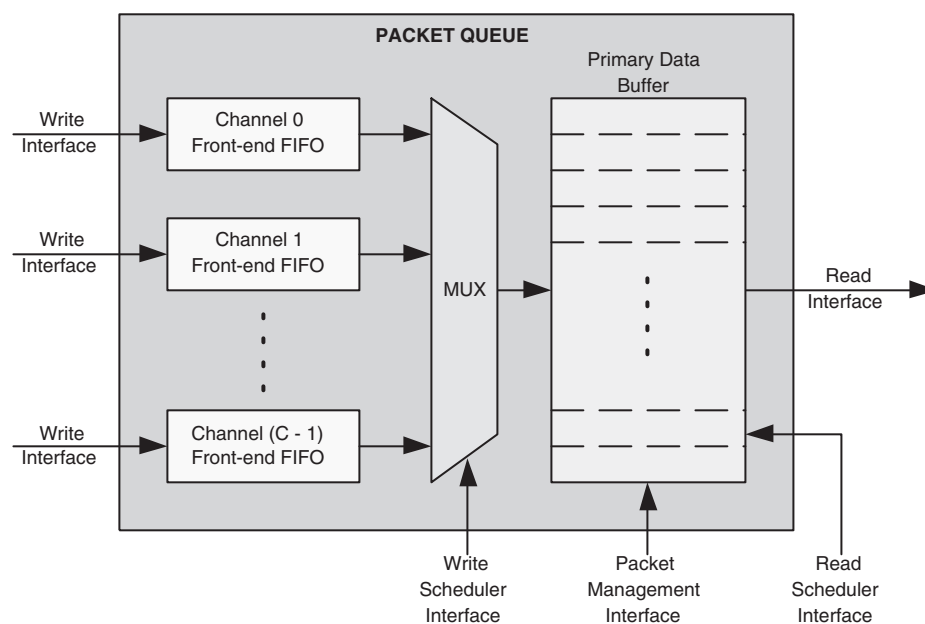 PACKET QUEUE
Primary Data
Buffer
Write
Interface
Channel 0
Front-end FIFO
Write
Interface
Channel 1
Front-end FIFO
MUX
Read
Interface
Write
Interface
Channel (C - 1)
Front-end FIFO
Write
Scheduler
Interface
Packet
Management
Interface
Read
Scheduler
Interface